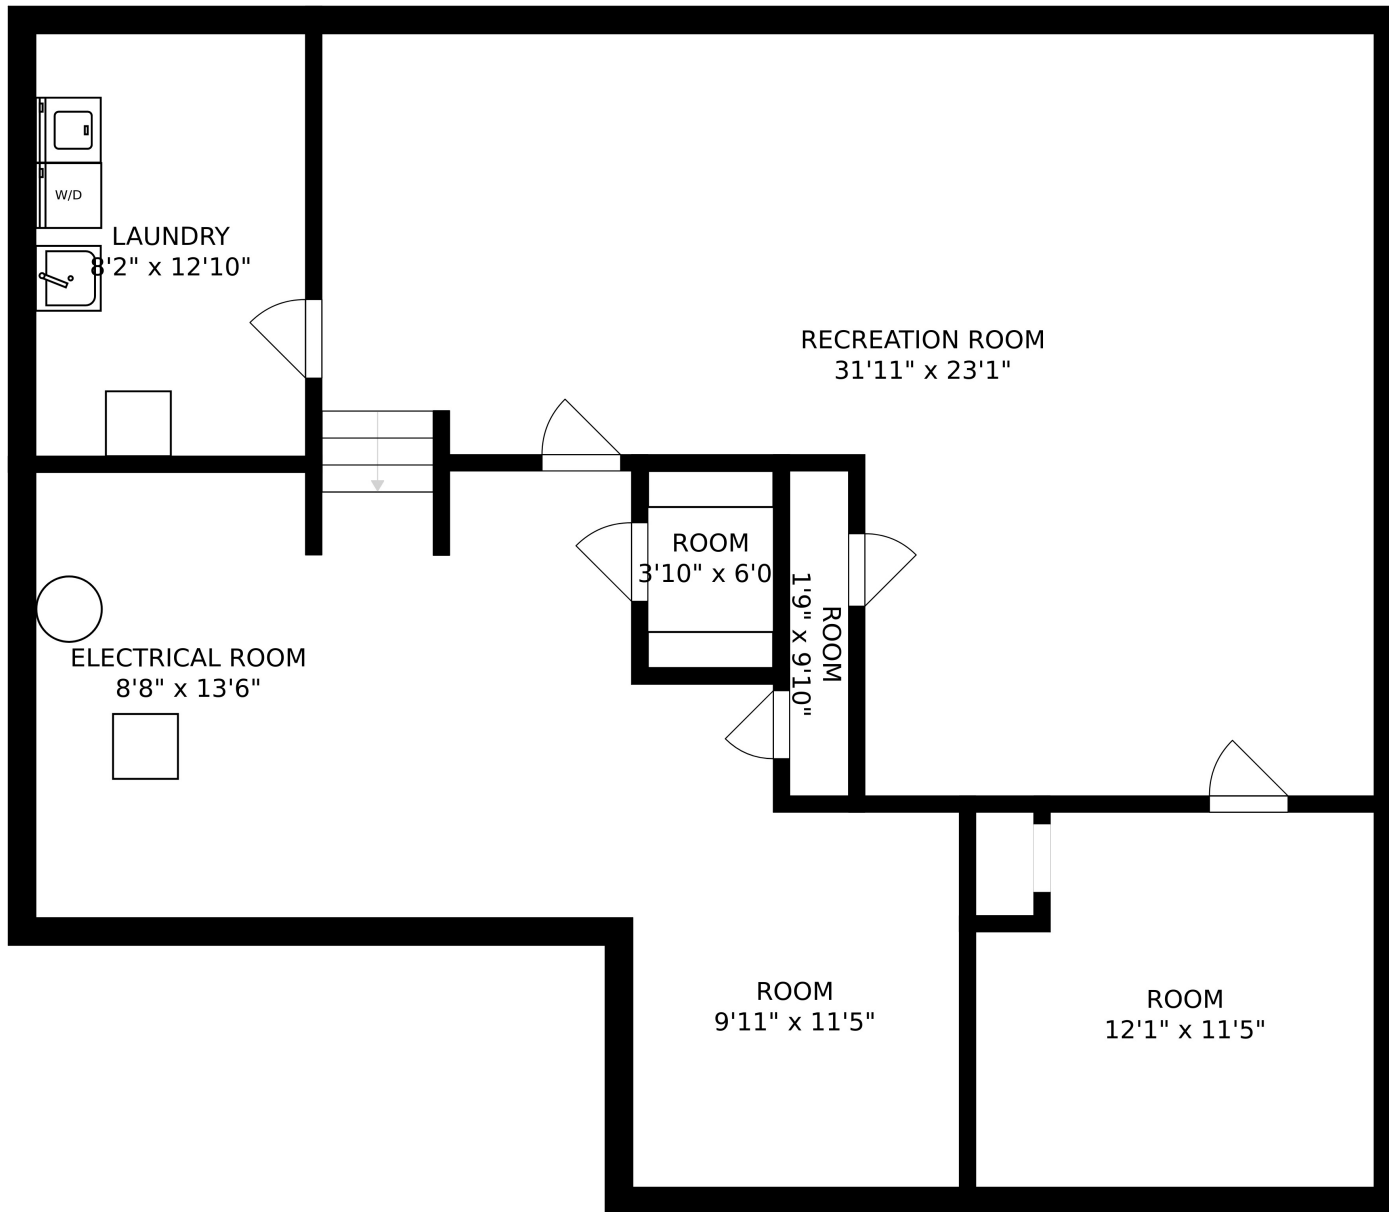 W/D
LAUNDRY
8'2" x 12'10"
RECREATION ROOM
31'11" x 23'1"
ROOM
3'10" x 6'0
ROOM
1'9" x 9'10"
ELECTRICAL ROOM
8'8" x 13'6"
ROOM
9'11" x 11'5"
ROOM
12'1" x 11'5"